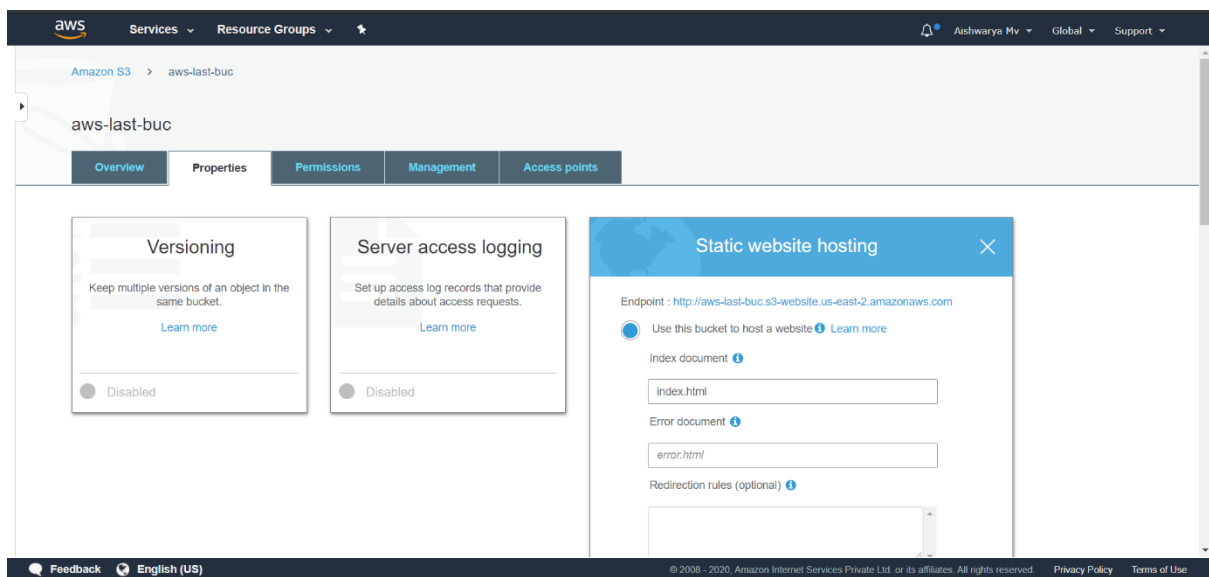 aws Services Resource Groups Aishwarya Mv Global Support
Amazon S3 > aws-last-buc
aws-last-buc
Overview Properties Permissions Management Access points
Versioning
Keep multiple versions of an object in the
same bucket.
Learn more
Disabled
Server access logging
Set up access log records that provide
details about access requests.
Learn more
Disabled
Static website hosting
Endpoint : http://aws-last-buc.s3-website.us-east-2.amazonaws.com
Use this bucket to host a website Learn more
Index document
index.html
Error document
error.html
Redirection rules (optional)
Feedback English (US) © 2008 - 2020, Amazon Internet Services Private Ltd. or its affiliates. All rights reserved. Privacy Policy Terms of Use